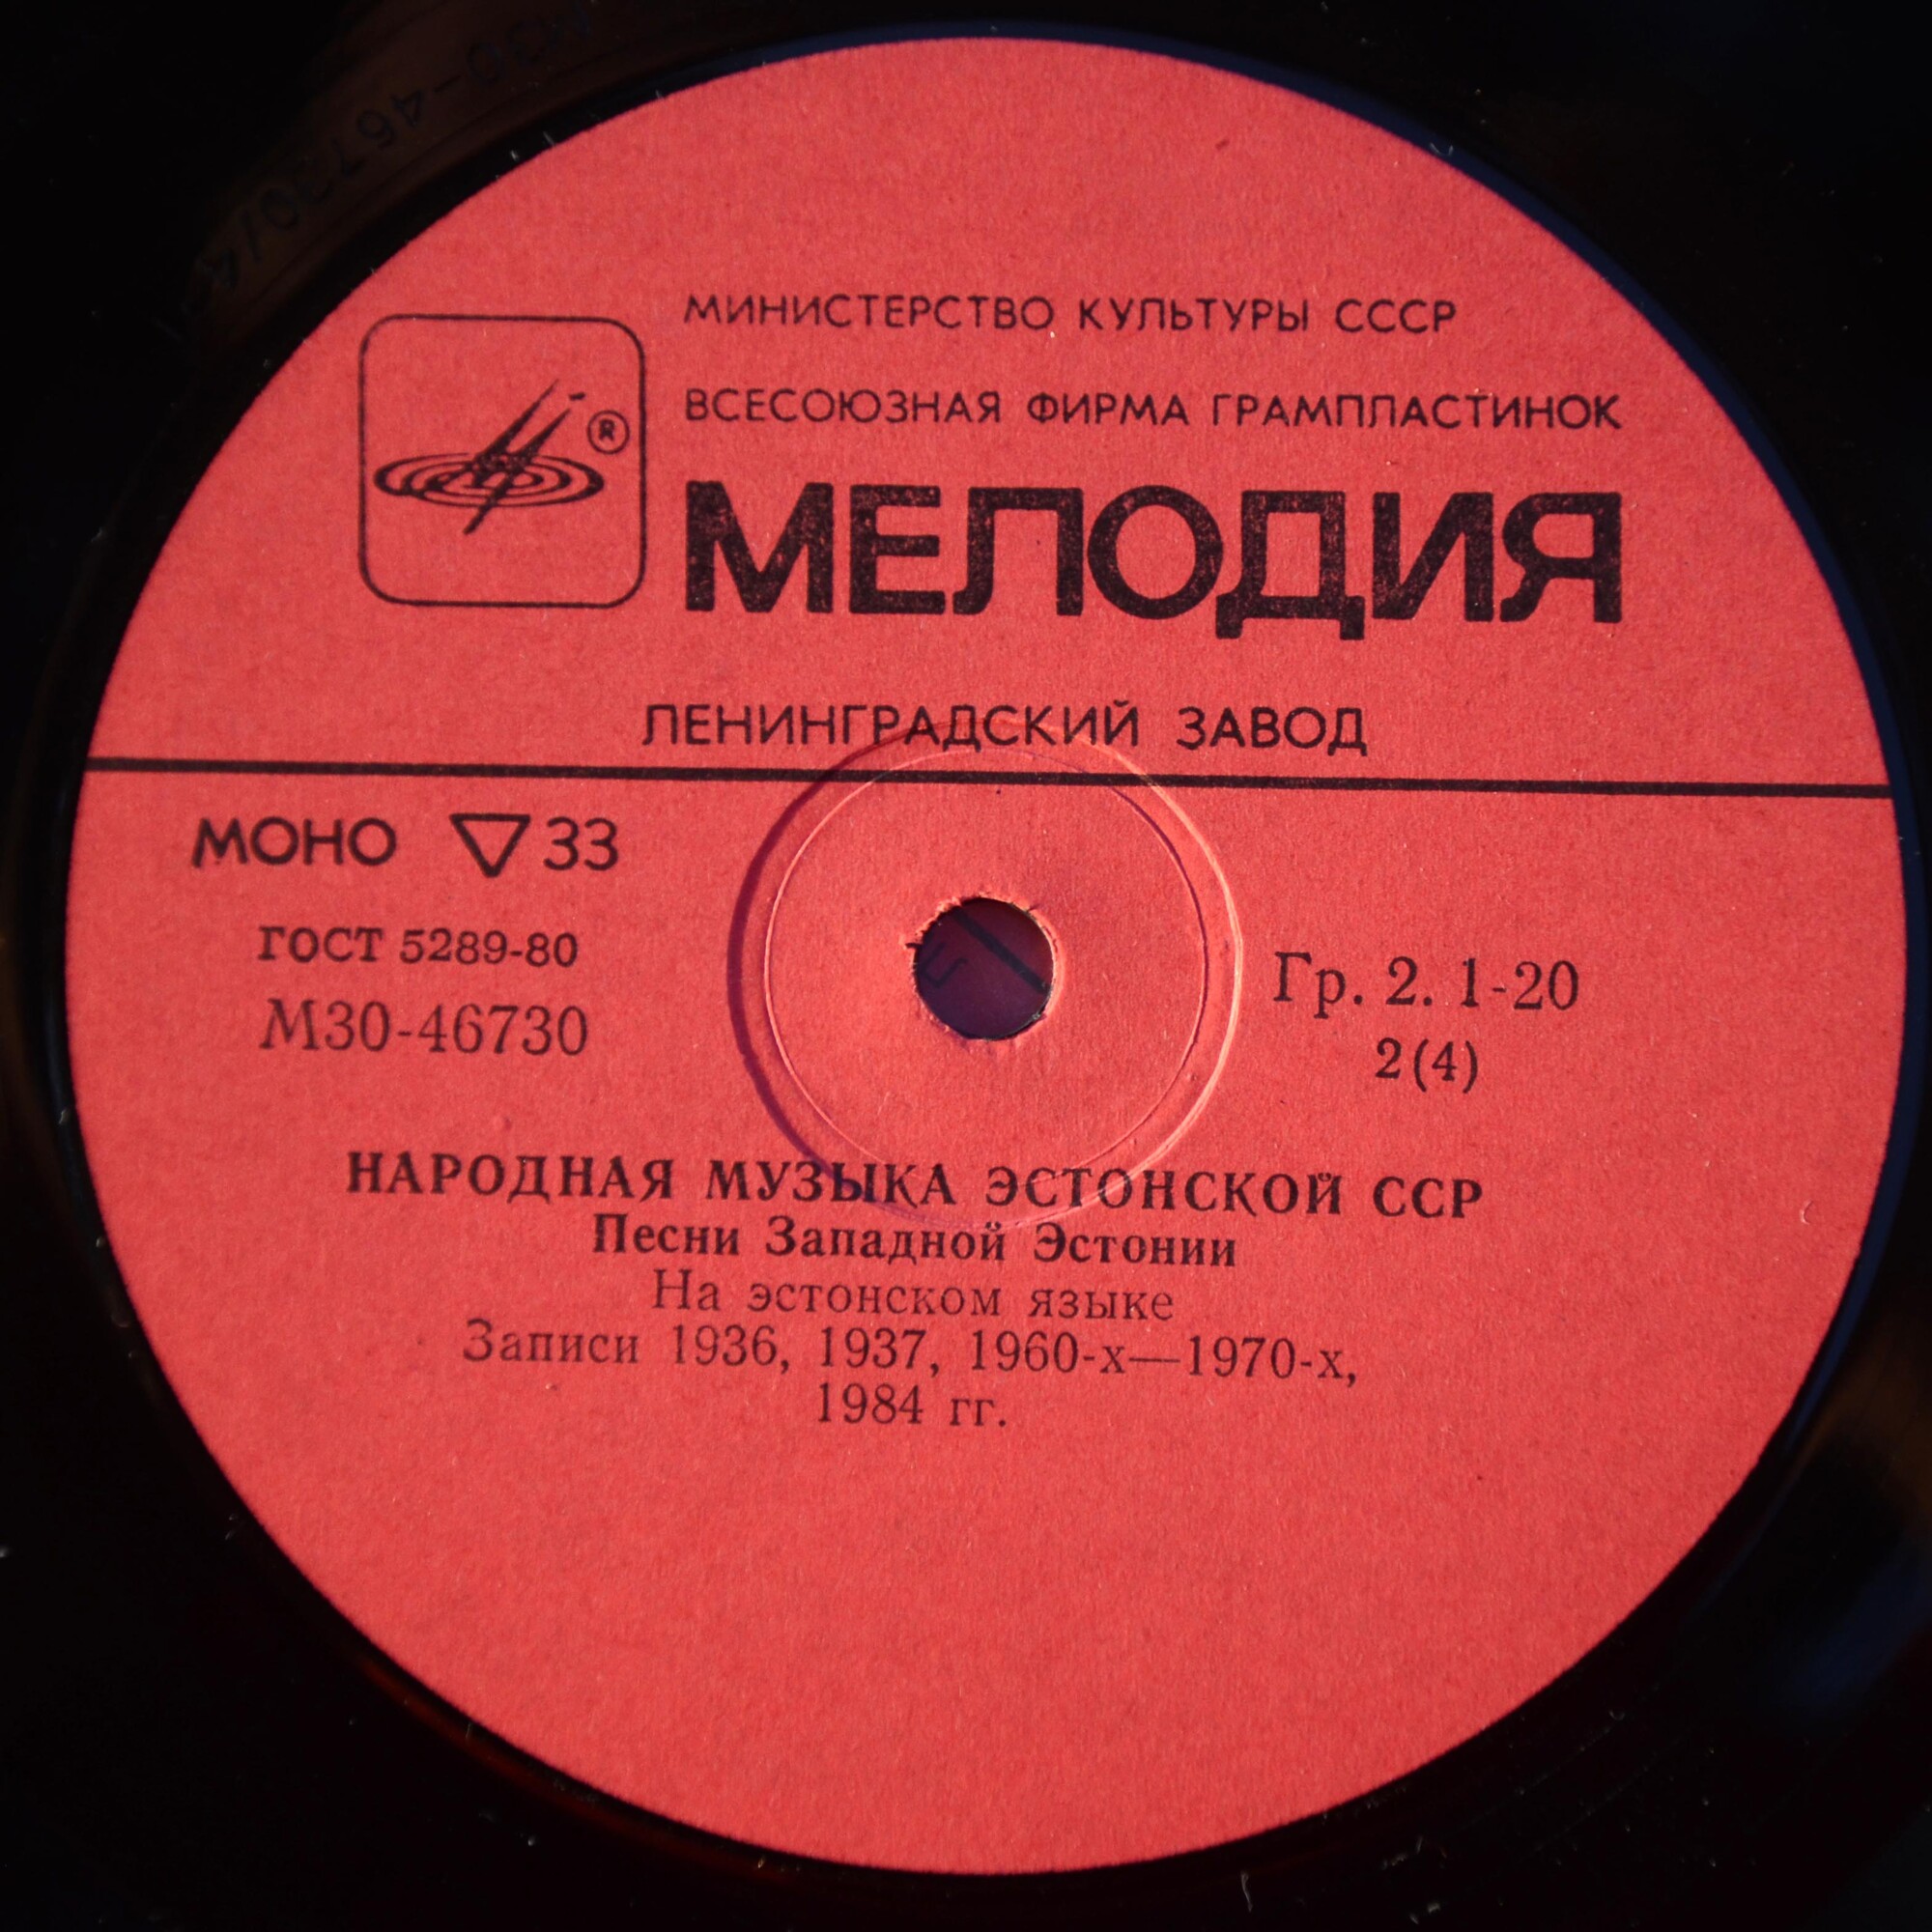 МИНИСТЕРСТВО КУЛЬТУРЫ СССР
ВСЕСОЮЗНАЯ ФИРМА ГРАМПЛАСТИНОК
R
МЕЛОДИЯ
ЛЕНИНГРАДСКИЙ ЗАВОД
МОНО 33
ГОСТ 5289-80
М30-46730
Гр. 2. 1-20
2(4)
НАРОДНАЯ МУЗЫКА ЭСТОНСКОЙ ССР
Песни Западной Эстонии
На эстонском языке
Записи 1936, 1937, 1960-х—1970-х,
1984 гг.